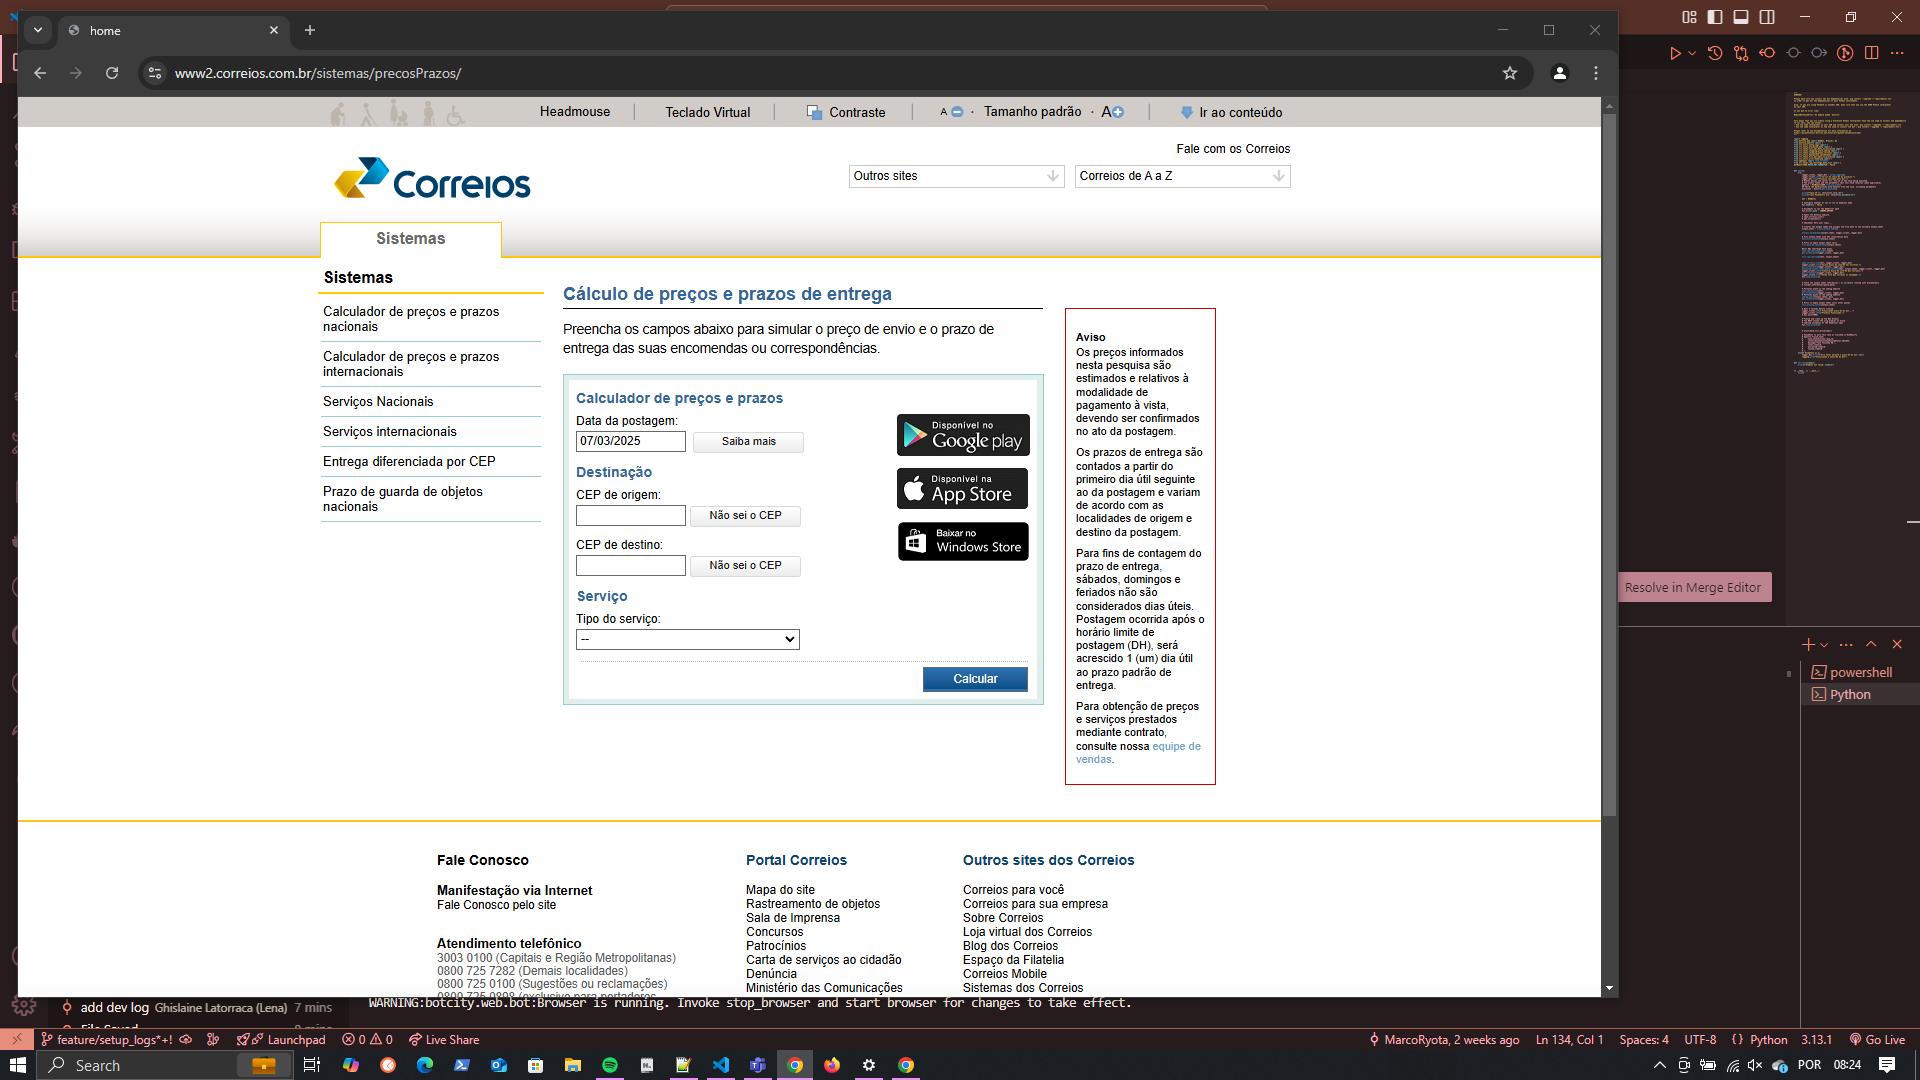 home
www2.correios.com.br/sistemas/precosPrazos/
Headmouse
Teclado Virtual
Contraste
A · Tamanho padrão · A
Ir ao conteúdo
Fale com os Correios
Correios
Outros sites
Correios de A a Z
Sistemas
Sistemas
Calculador de preços e prazos
nacionais
Calculador de preços e prazos
internacionais
Serviços Nacionais
Serviços internacionais
Entrega diferenciada por CEP
Prazo de guarda de objetos
nacionais
Cálculo de preços e prazos de entrega
Preencha os campos abaixo para simular o preço de envio e o prazo de
entrega das suas encomendas ou correspondências.
Calculador de preços e prazos
Data da postagem:
07/03/2025
Saiba mais
Destinação
CEP de origem:
Não sei o CEP
CEP de destino:
Não sei o CEP
Serviço
Tipo do serviço:
--
Calcular
Disponível no
Google play
Disponível na
App Store
Baixar no
Windows Store
Aviso
Os preços informados
nesta pesquisa são
estimados e relativos à
modalidade de
pagamento à vista,
devendo ser confirmados
no ato da postagem.
Os prazos de entrega são
contados a partir do
primeiro dia útil seguinte
ao da postagem e variam
de acordo com as
localidades de origem e
destino da postagem.
Para fins de contagem do
prazo de entrega,
sábados, domingos e
feriados não são
considerados dias úteis.
Postagem ocorrida após o
horário limite de
postagem (DH), será
acrescido 1 (um) dia útil
ao prazo padrão de
entrega.
Para obtenção de preços
e serviços prestados
mediante contrato,
consulte nossa equipe de
vendas.
Fale Conosco
Manifestação via Internet
Fale Conosco pelo site
Atendimento telefônico
3003 0100 (Capitais e Região Metropolitanas)
0800 725 7282 (Demais localidades)
0800 725 0100 (Sugestões ou reclamações)
0800 725 0898 (exclusivo para portadores
Portal Correios
Mapa do site
Rastreamento de objetos
Sala de Imprensa
Concursos
Patrocínios
Carta de serviços ao cidadão
Denúncia
Ministério das Comunicações
Outros sites dos Correios
Correios para você
Correios para sua empresa
Sobre Correios
Loja virtual dos Correios
Blog dos Correios
Espaço da Filatelia
Correios Mobile
Sistemas dos Correios
Resolve in Merge Editor
powershell
Python
add dev log Ghislaine Latorraca (Lena) 7 mins
File Saved
WARNING:botcity.web.bot:Browser is running. Invoke stop_browser and start browser for changes to take effect.
feature/setup_logs*+!
Launchpad
0 0
Live Share
MarcoRyota, 2 weeks ago
Ln 134, Col 1
Spaces: 4
UTF-8
{ } Python
3.13.1
Go Live
Search
POR
08:24